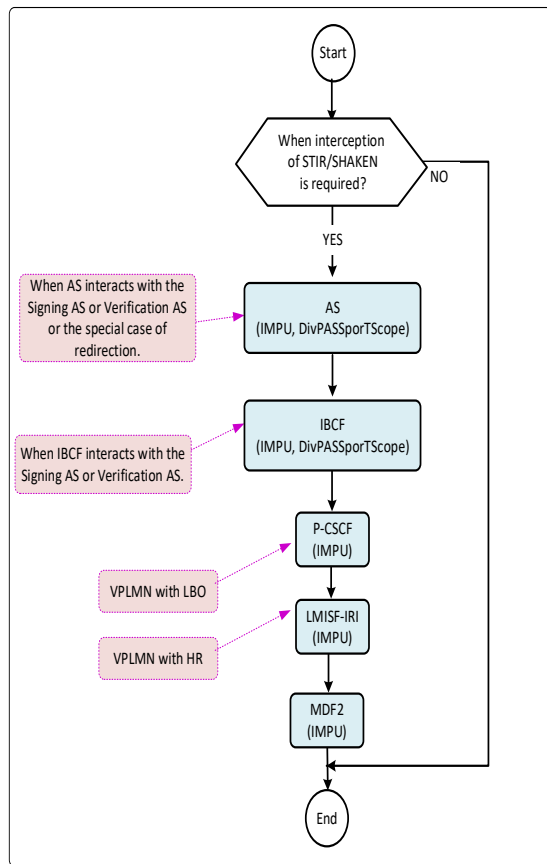 Start
When interception
of STIR/SHAKEN
is required?
NO
YES
When AS interacts with the
Signing AS or Verification AS
or the special case of
redirection.
AS
(IMPU, DivPASSporTScope)
IBCF
(IMPU, DivPASSporTScope)
When IBCF interacts with the
Signing AS or Verification AS.
P-CSCF
(IMPU)
VPLMN with LBO
LMISF-IRI
(IMPU)
VPLMN with HR
MDF2
(IMPU)
End